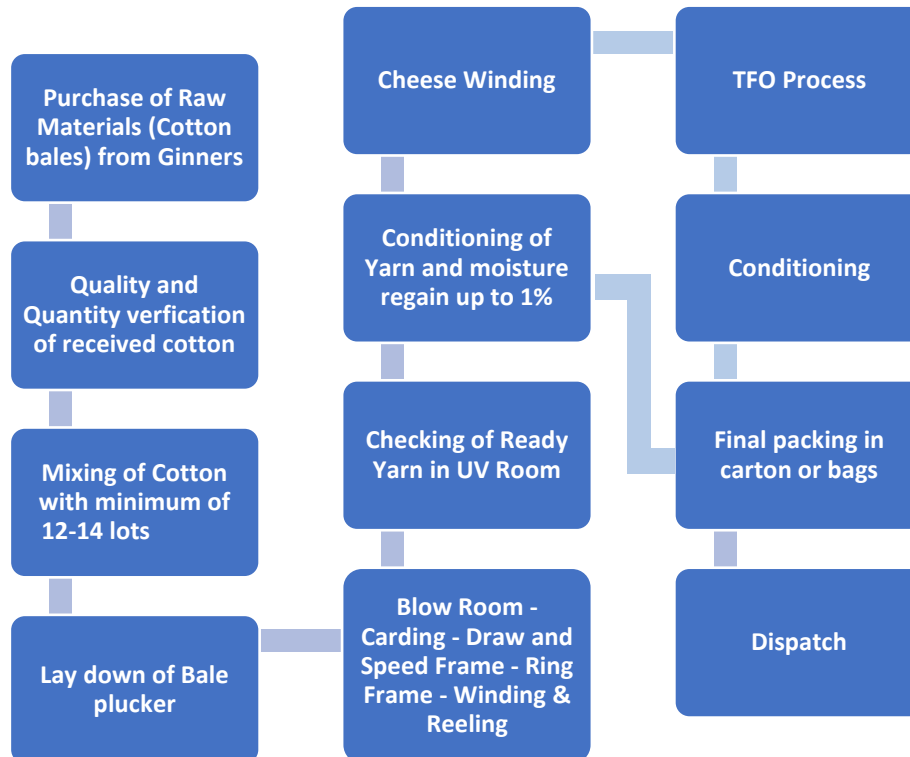 Purchase of Raw
Materials (Cotton
bales) from Ginners
Quality and
Quantity verfication
of received cotton
Mixing of Cotton
with minimum of
12-14 lots
Lay down of Bale
plucker
Blow Room -
Carding - Draw and
Speed Frame - Ring
Frame - Winding &
Reeling
Checking of Ready
Yarn in UV Room
Conditioning of
Yarn and moisture
regain up to 1%
Cheese Winding
TFO Process
Conditioning
Final packing in
carton or bags
Dispatch